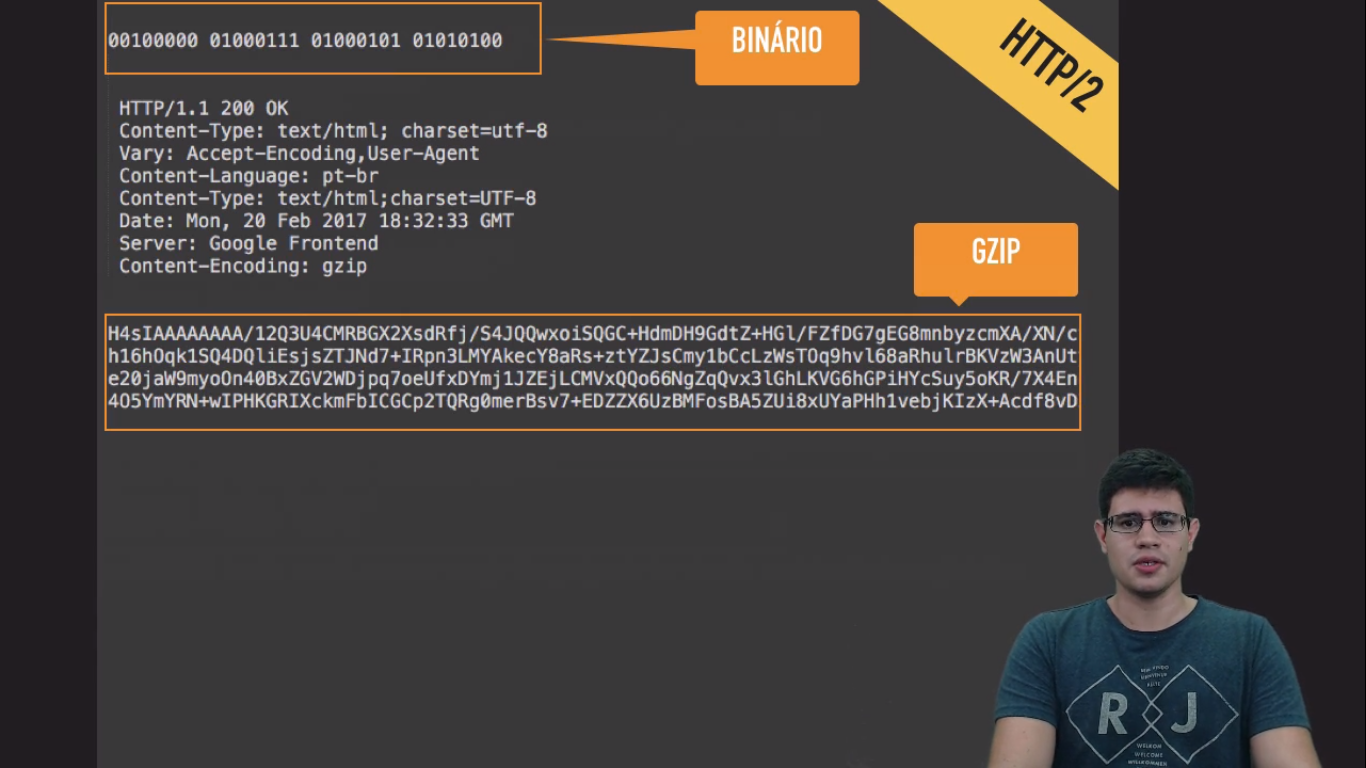 00100000 01000111 01000101 01010100
BINÁRIO
HTTP/2
HTTP/1.1 200 OK
Content-Type: text/html; charset=utf-8
Vary: Accept-Encoding,User-Agent
Content-Language: pt-br
Content-Type: text/html;charset=UTF-8
Date: Mon, 20 Feb 2017 18:32:33 GMT
Server: Google Frontend
Content-Encoding: gzip
GZIP
H4sIAAAAAAAA/12Q3U4CMRBGX2XsdRfj/S4JQQwxoiSQGC+HdmDH9GdtZ+HGl/FZfDG7gEG8mnbyzcmXA/XN/c
h16hOqk1SQ4DQliEsjsZTJNd7+IRpn3LMYAkecY8aRs+ztYZJsCmy1bCcLzWsTOq9hvl68aRhulrBKVzW3AnUt
e20jaW9myoOn40BxZGV2WDjpq7oeUfxDYmj1JZEjLCMVxQQo66NgZqQvx3lGhLKVG6hGPiHYcSuy5oKR/7X4En
4O5YmYRN+wIPHKGRIXckmFbICGCp2TQRg0merBsv7+EDZZX6UzBMFosBA5ZUi8xUYaPHh1vebjKIzX+Acdf8vD
R J
WELKOM
WELCOME